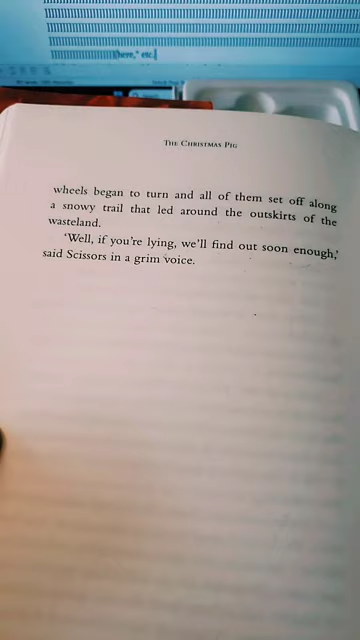 here," etc.
THE CHRISTMAS PIG
wheels began to turn and all of them set off along
a snowy trail that led around the outskirts of the
wasteland.
‘Well, if you’re lying, we’ll find out soon enough,’
said Scissors in a grim voice.